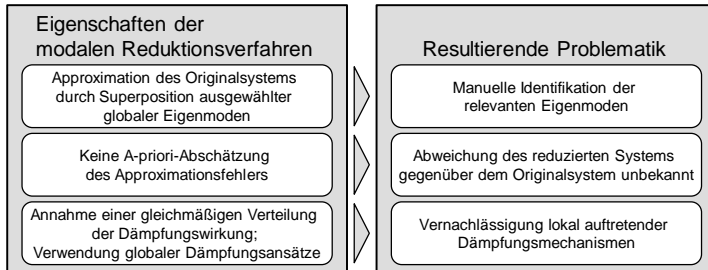 Eigenschaften der
modalen Reduktionsverfahren
Approximation des Originalsystems
durch Superposition ausgewählter
globaler Eigenmoden
Keine A-priori-Abschätzung
des Approximationsfehlers
Annahme einer gleichmäßigen Verteilung
der Dämpfungswirkung;
Verwendung globaler Dämpfungsansätze
Resultierende Problematik
Manuelle Identifikation der
relevanten Eigenmoden
Abweichung des reduzierten Systems
gegenüber dem Originalsystem unbekannt
Vernachlässigung lokal auftretender
Dämpfungsmechanismen